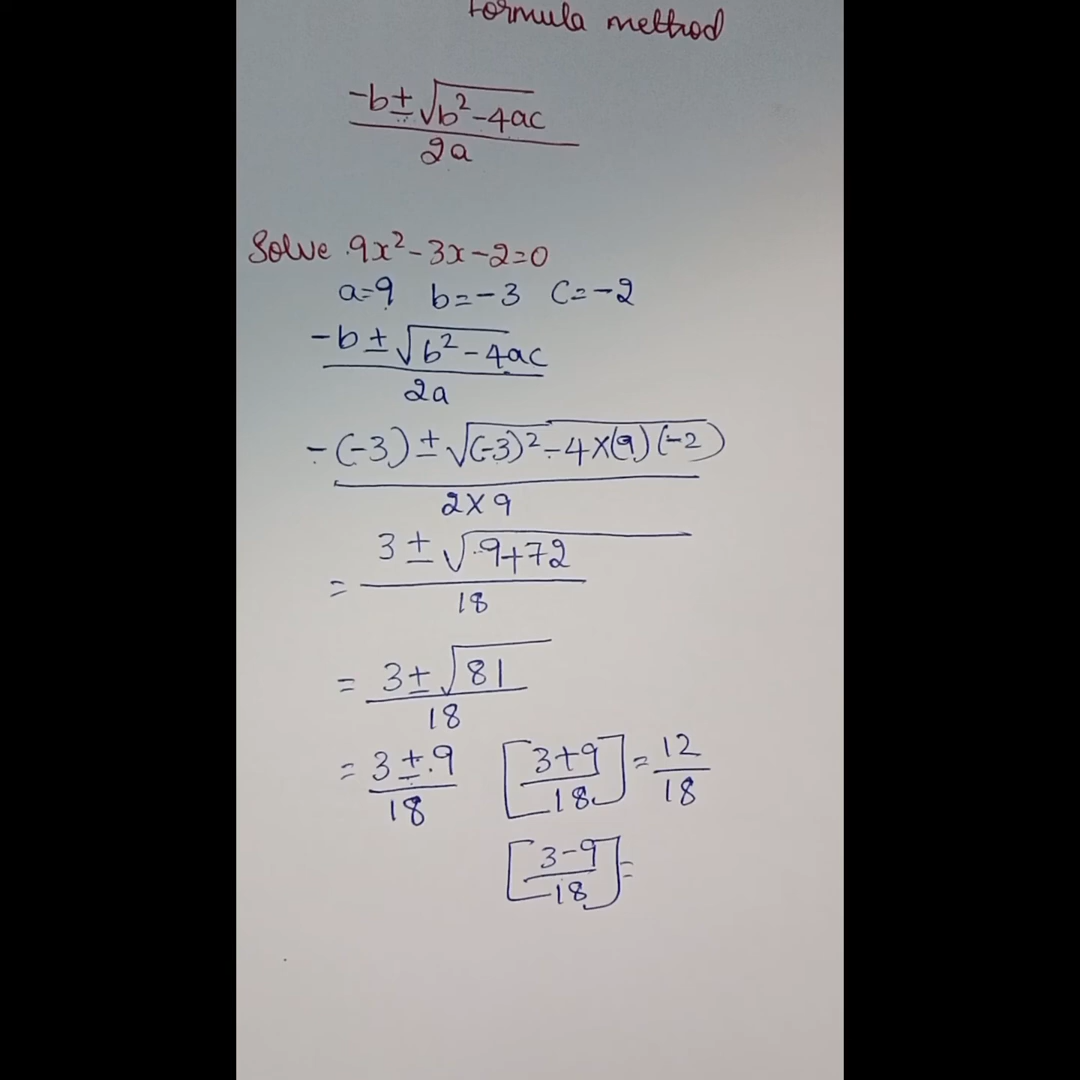 Formula method
-b±√b²-4ac
2a
Solve 9x²-3x-2=0
a=9 b=-3 c=-2
-b±√b²-4ac
2a
-(-3)±√(-3)²-4×(9)(-2)
2×9
= 3±√9+72
18
= 3±√81
18
= 3±9 [3+9] = 12
18 18 18
[3-9] =
18